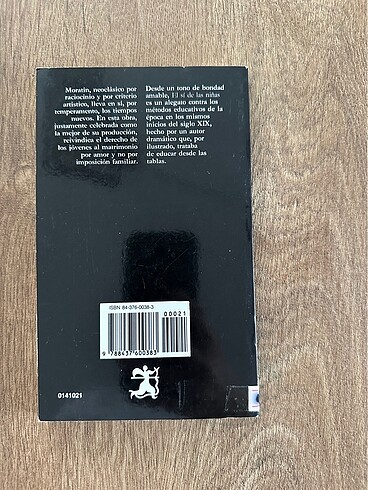 Moratín, neoclásico por
raciocinio y por criterio
artístico, lleva en sí, por
temperamento, los tiempos
nuevos. En esta obra,
justamente celebrada como
la mejor de su producción,
reivindica el derecho de
los jóvenes al matrimonio
por amor y no por
imposición familiar.
Desde un tono de bondad
amable, El sí de las niñas
es un alegato contra los
métodos educativos de la
época en los mismos
inicios del siglo XIX,
hecho por un autor
dramático que, por
ilustrado, trataba
de educar desde las
tablas.
ISBN 84-376-0038-3
00021
9 788437 600383
0141021